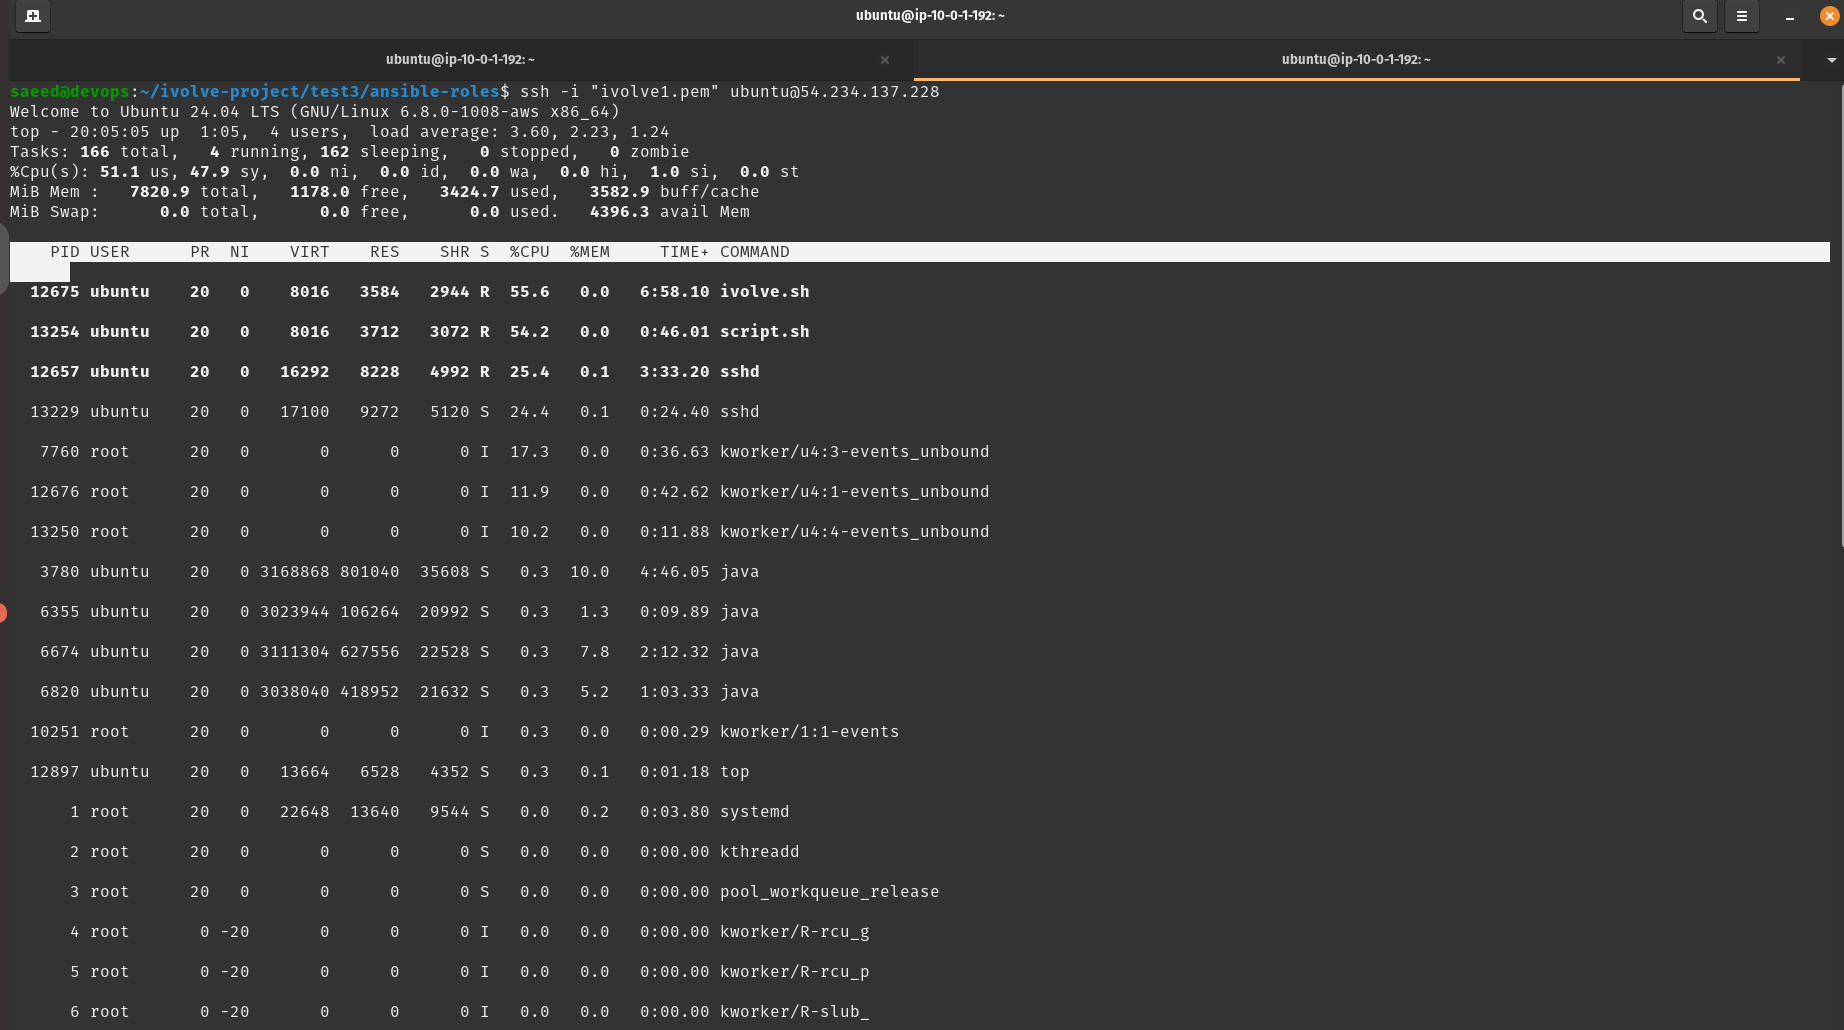 ubuntu@ip-10-0-1-192: ~
ubuntu@ip-10-0-1-192: ~
ubuntu@ip-10-0-1-192: ~
saeed@devops:~/ivolve-project/test3/ansible-roles$ ssh -i "ivolve1.pem" ubuntu@54.234.137.228
Welcome to Ubuntu 24.04 LTS (GNU/Linux 6.8.0-1008-aws x86_64)
top - 20:05:05 up  1:05,  4 users,  load average: 3.60, 2.23, 1.24
Tasks: 166 total,   4 running, 162 sleeping,   0 stopped,   0 zombie
%Cpu(s): 51.1 us, 47.9 sy,  0.0 ni,  0.0 id,  0.0 wa,  0.0 hi,  1.0 si,  0.0 st
MiB Mem :   7820.9 total,   1178.0 free,   3424.7 used,   3582.9 buff/cache
MiB Swap:      0.0 total,      0.0 free,      0.0 used.   4396.3 avail Mem
    PID USER      PR  NI    VIRT    RES    SHR S  %CPU  %MEM     TIME+ COMMAND
  12675 ubuntu    20   0    8016   3584   2944 R  55.6   0.0   6:58.10 ivolve.sh
  13254 ubuntu    20   0    8016   3712   3072 R  54.2   0.0   0:46.01 script.sh
  12657 ubuntu    20   0   16292   8228   4992 R  25.4   0.1   3:33.20 sshd
  13229 ubuntu    20   0   17100   9272   5120 S  24.4   0.1   0:24.40 sshd
   7760 root      20   0       0      0      0 I  17.3   0.0   0:36.63 kworker/u4:3-events_unbound
  12676 root      20   0       0      0      0 I  11.9   0.0   0:42.62 kworker/u4:1-events_unbound
  13250 root      20   0       0      0      0 I  10.2   0.0   0:11.88 kworker/u4:4-events_unbound
   3780 ubuntu    20   0 3168868 801040  35608 S   0.3  10.0   4:46.05 java
   6355 ubuntu    20   0 3023944 106264  20992 S   0.3   1.3   0:09.89 java
   6674 ubuntu    20   0 3111304 627556  22528 S   0.3   7.8   2:12.32 java
   6820 ubuntu    20   0 3038040 418952  21632 S   0.3   5.2   1:03.33 java
  10251 root      20   0       0      0      0 I   0.3   0.0   0:00.29 kworker/1:1-events
  12897 ubuntu    20   0   13664   6528   4352 S   0.3   0.1   0:01.18 top
      1 root      20   0   22648  13640   9544 S   0.0   0.2   0:03.80 systemd
      2 root      20   0       0      0      0 S   0.0   0.0   0:00.00 kthreadd
      3 root      20   0       0      0      0 S   0.0   0.0   0:00.00 pool_workqueue_release
      4 root       0 -20       0      0      0 I   0.0   0.0   0:00.00 kworker/R-rcu_g
      5 root       0 -20       0      0      0 I   0.0   0.0   0:00.00 kworker/R-rcu_p
      6 root       0 -20       0      0      0 I   0.0   0.0   0:00.00 kworker/R-slub_